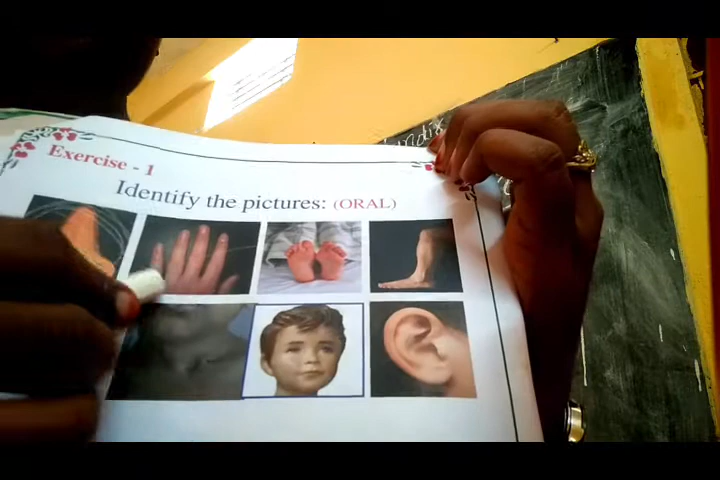 Exercise - 1
Identify the pictures: (ORAL)